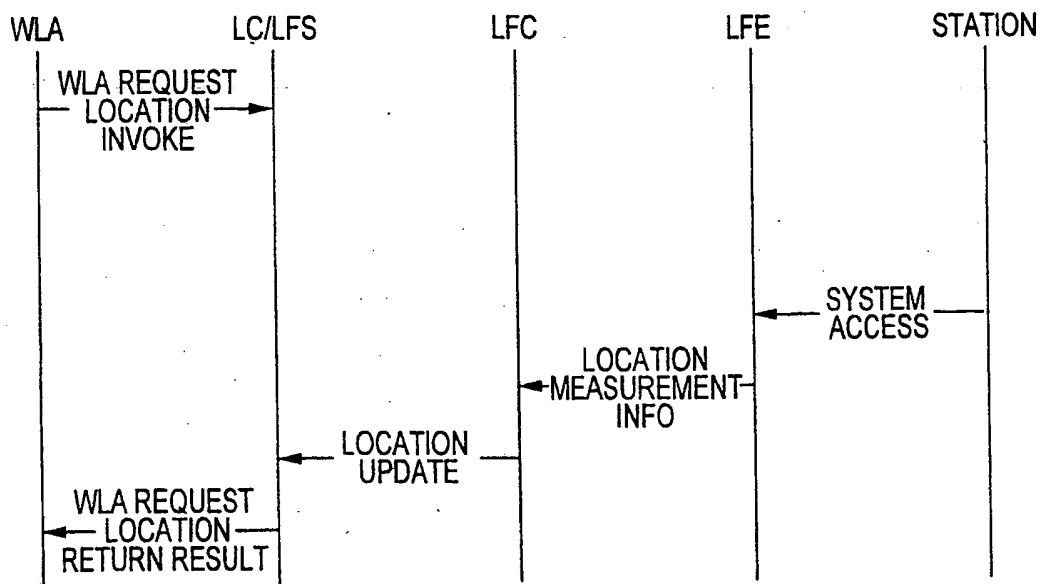 WLA LC/LFS LFC LFE STATION
WLA REQUEST
LOCATION
INVOKE
SYSTEM
ACCESS
LOCATION
MEASUREMENT
INFO
LOCATION
UPDATE
WLA REQUEST
LOCATION
RETURN RESULT